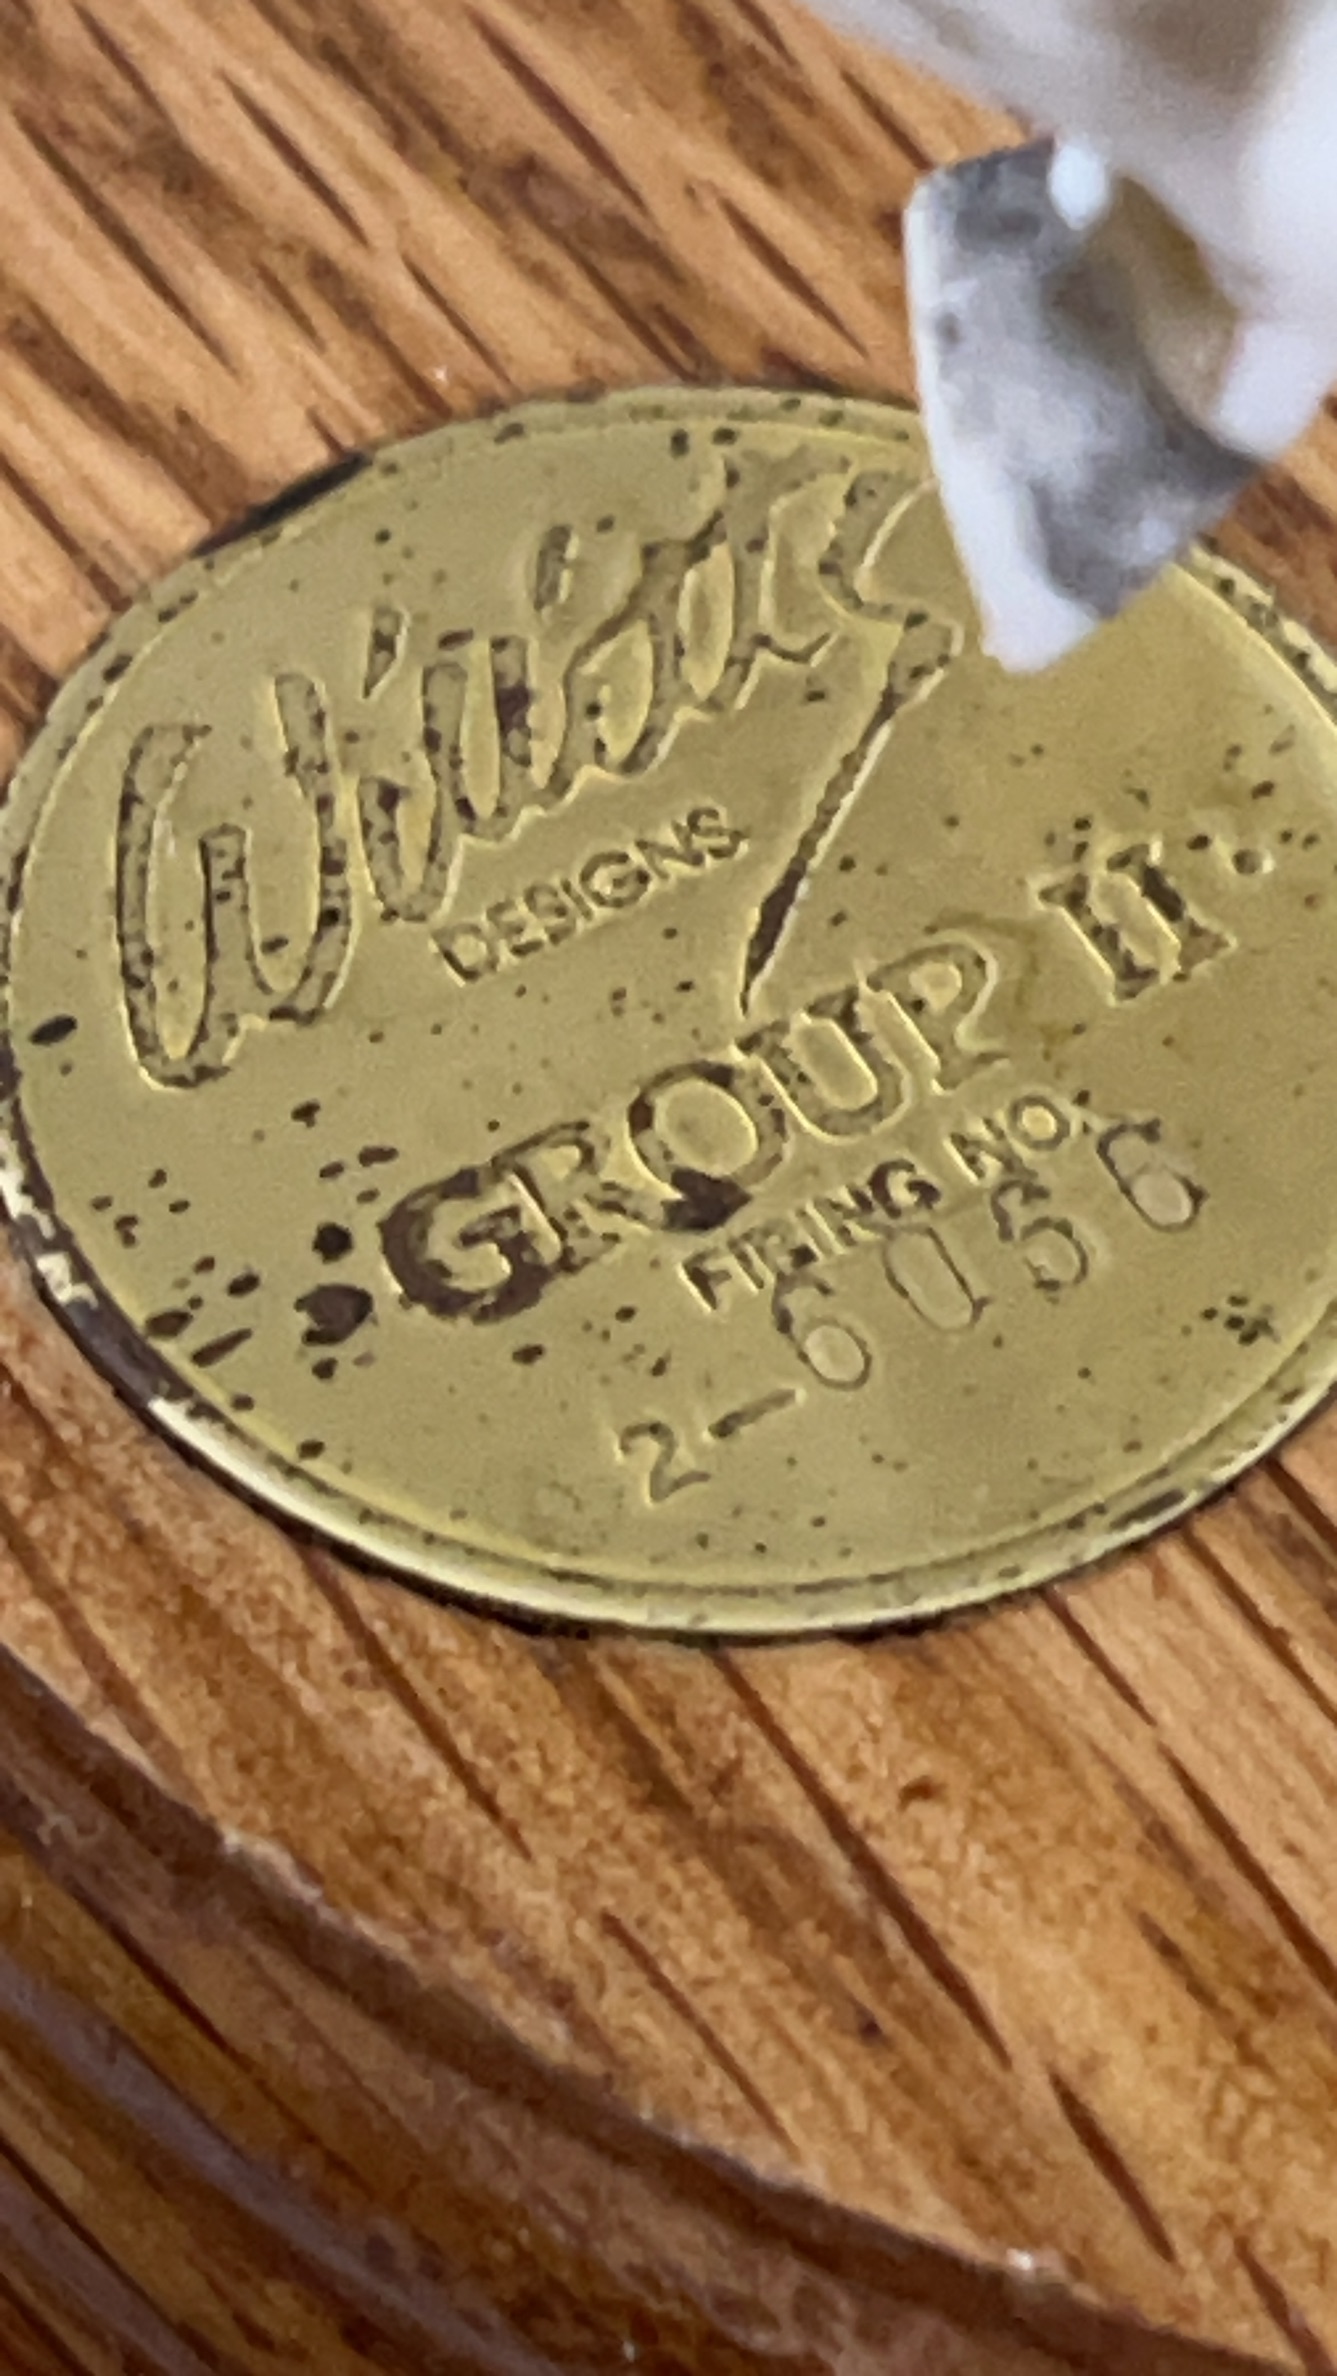 DESIGNS
GROUP II
FIRING NO.
2-6056